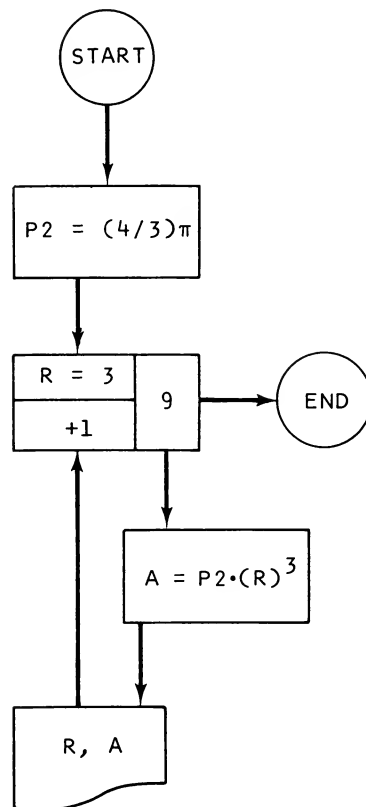 START
P2 = (4/3)π
R = 3
+1
9
END
A = P2·(R)³
R, A